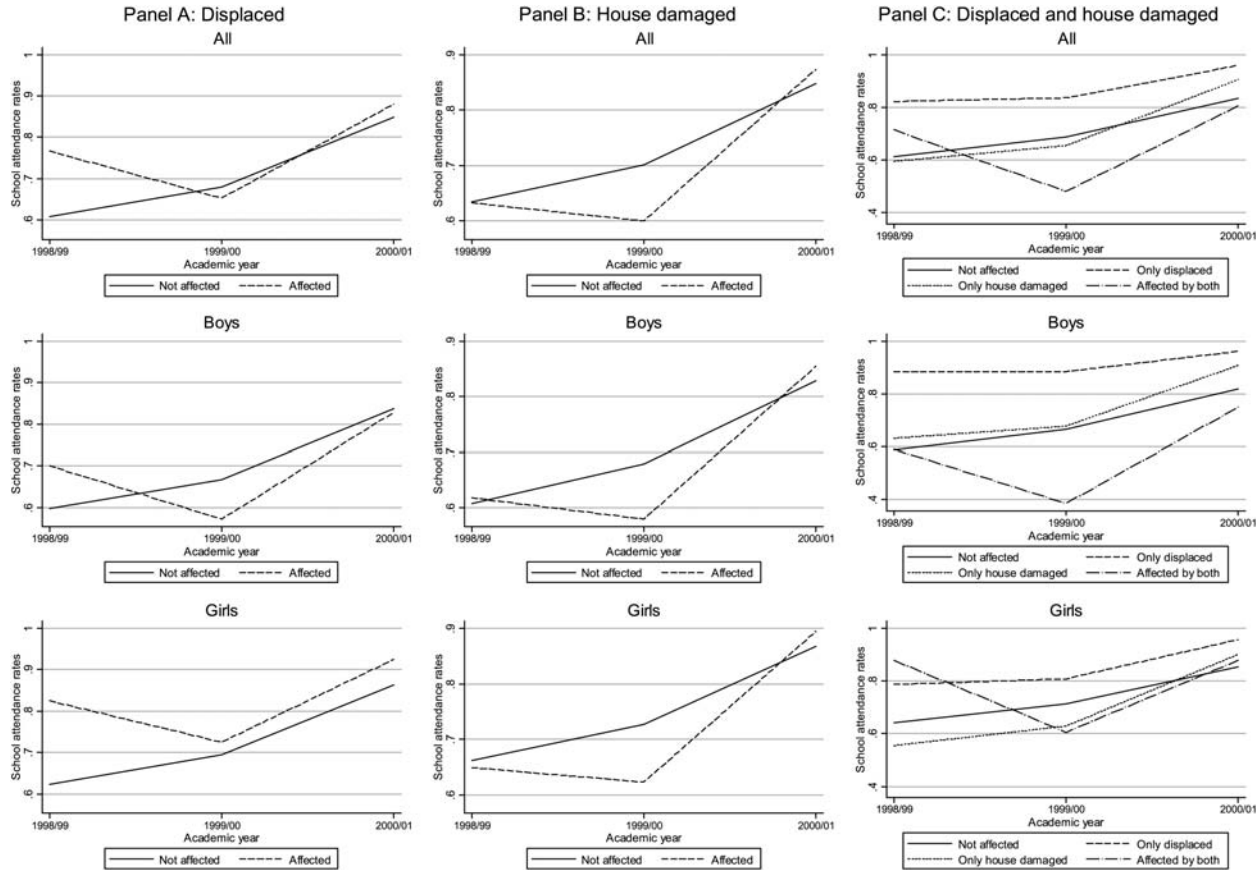 Panel A: Displaced
All
School attendance rates
1
.9
.8
.7
.6
1998/99 1999/00 2000/01
Academic year
Not affected Affected
Panel B: House damaged
All
School attendance rates
.9
.8
.7
.6
1998/99 1999/00 2000/01
Academic year
Not affected Affected
Panel C: Displaced and house damaged
All
School attendance rates
1
.8
.6
.4
1998/99 1999/00 2000/01
Academic year
Not affected Only displaced
Only house damaged Affected by both
Boys
School attendance rates
1
.9
.8
.7
.6
1998/99 1999/00 2000/01
Academic year
Not affected Affected
Boys
School attendance rates
.9
.8
.7
.6
1998/99 1999/00 2000/01
Academic year
Not affected Affected
Boys
School attendance rates
1
.8
.6
.4
1998/99 1999/00 2000/01
Academic year
Not affected Only displaced
Only house damaged Affected by both
Girls
School attendance rates
1
.9
.8
.7
.6
1998/99 1999/00 2000/01
Academic year
Not affected Affected
Girls
School attendance rates
.9
.8
.7
.6
1998/99 1999/00 2000/01
Academic year
Not affected Affected
Girls
School attendance rates
1
.8
.6
.4
1998/99 1999/00 2000/01
Academic year
Not affected Only displaced
Only house damaged Affected by both